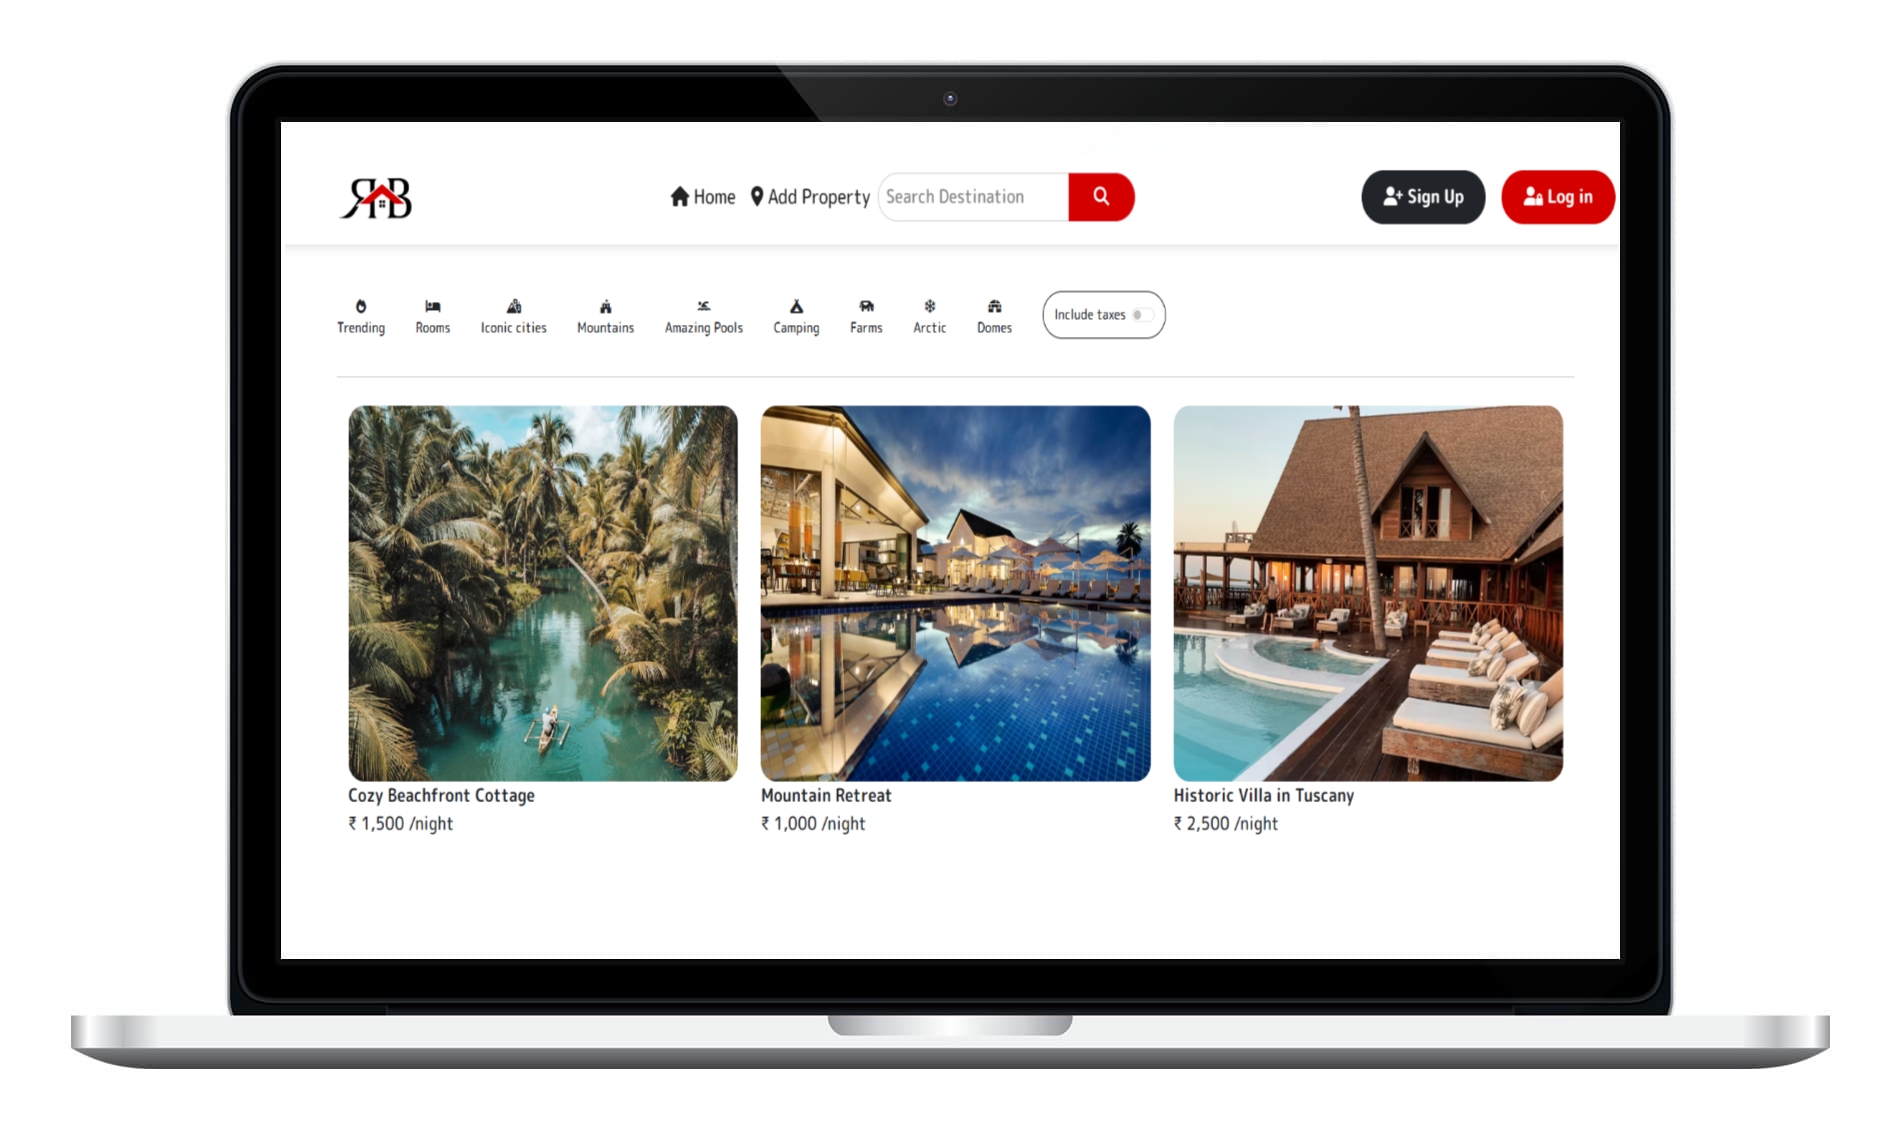 RB
Home
Add Property
Search Destination
Sign Up
Log in
Trending
Rooms
Iconic cities
Mountains
Amazing Pools
Camping
Farms
Arctic
Domes
Include taxes
Cozy Beachfront Cottage
₹ 1,500 /night
Mountain Retreat
₹ 1,000 /night
Historic Villa in Tuscany
₹ 2,500 /night